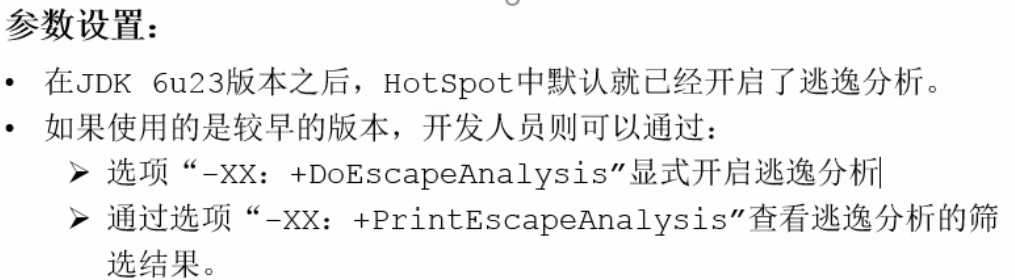 参数设置：
• 在JDK 6u23版本之后，HotSpot中默认就已经开启了逃逸分析。
• 如果使用的是较早的版本，开发人员则可以通过：
➢ 选项“-XX：+DoEscapeAnalysis”显式开启逃逸分析
➢ 通过选项“-XX：+PrintEscapeAnalysis”查看逃逸分析的筛
选结果。